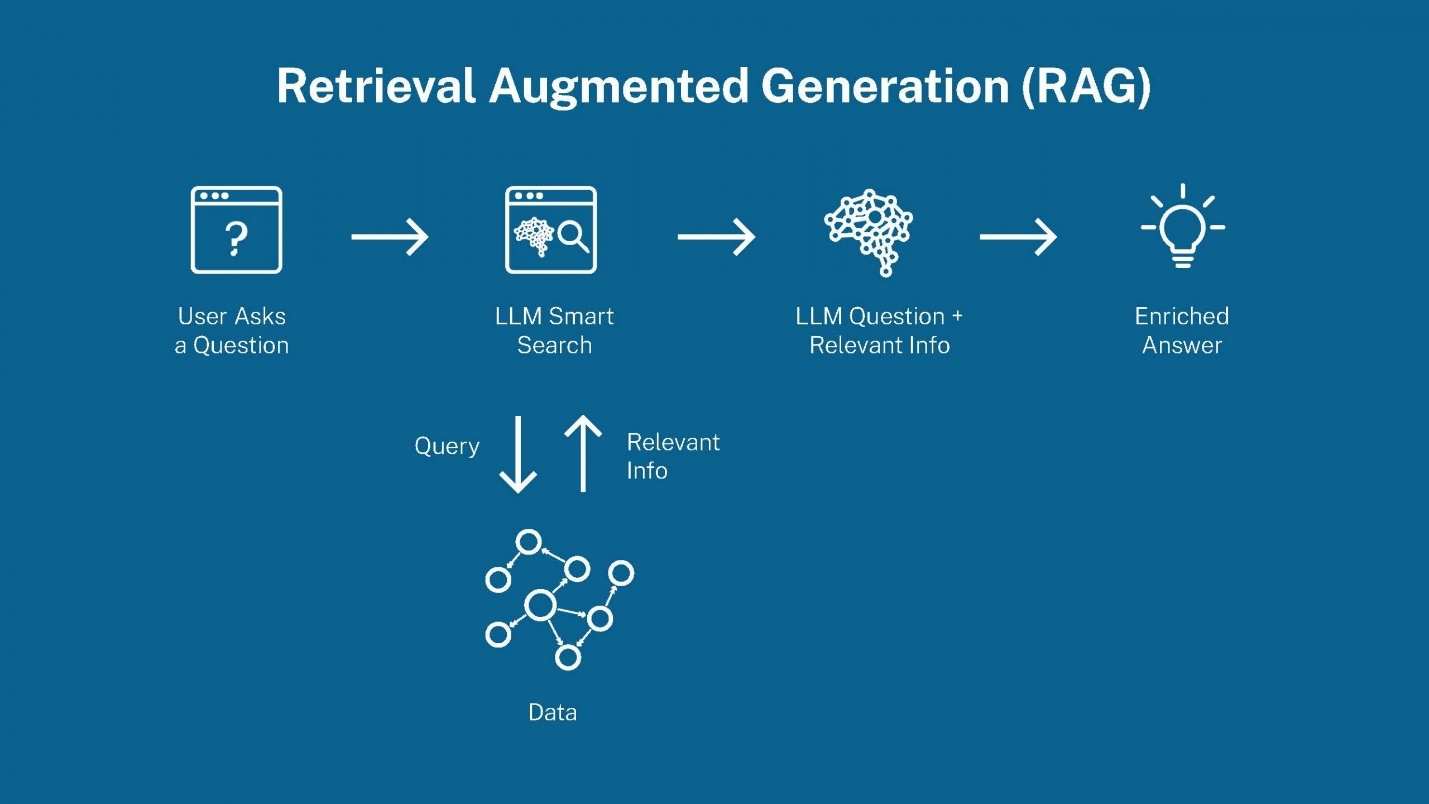 Retrieval Augmented Generation (RAG)
?
User Asks
a Question
LLM Smart
Search
LLM Question +
Relevant Info
Enriched
Answer
Query
Relevant
Info
Data